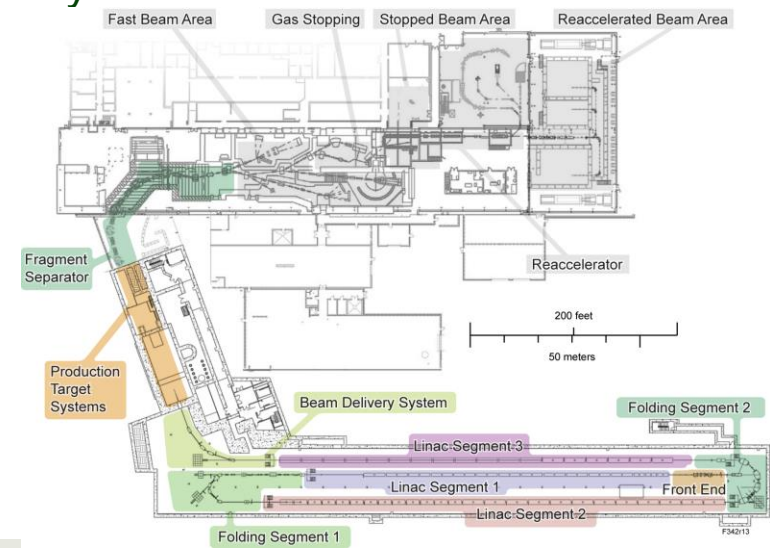 Fast Beam Area
Gas Stopping
Stopped Beam Area
Reaccelerated Beam Area
Fragment
Separator
Reaccelerator
200 feet
50 meters
Production
Target
Systems
Beam Delivery System
Folding Segment 2
Linac Segment 3
Linac Segment 1
Front End
Linac Segment 2
Folding Segment 1
F342r13